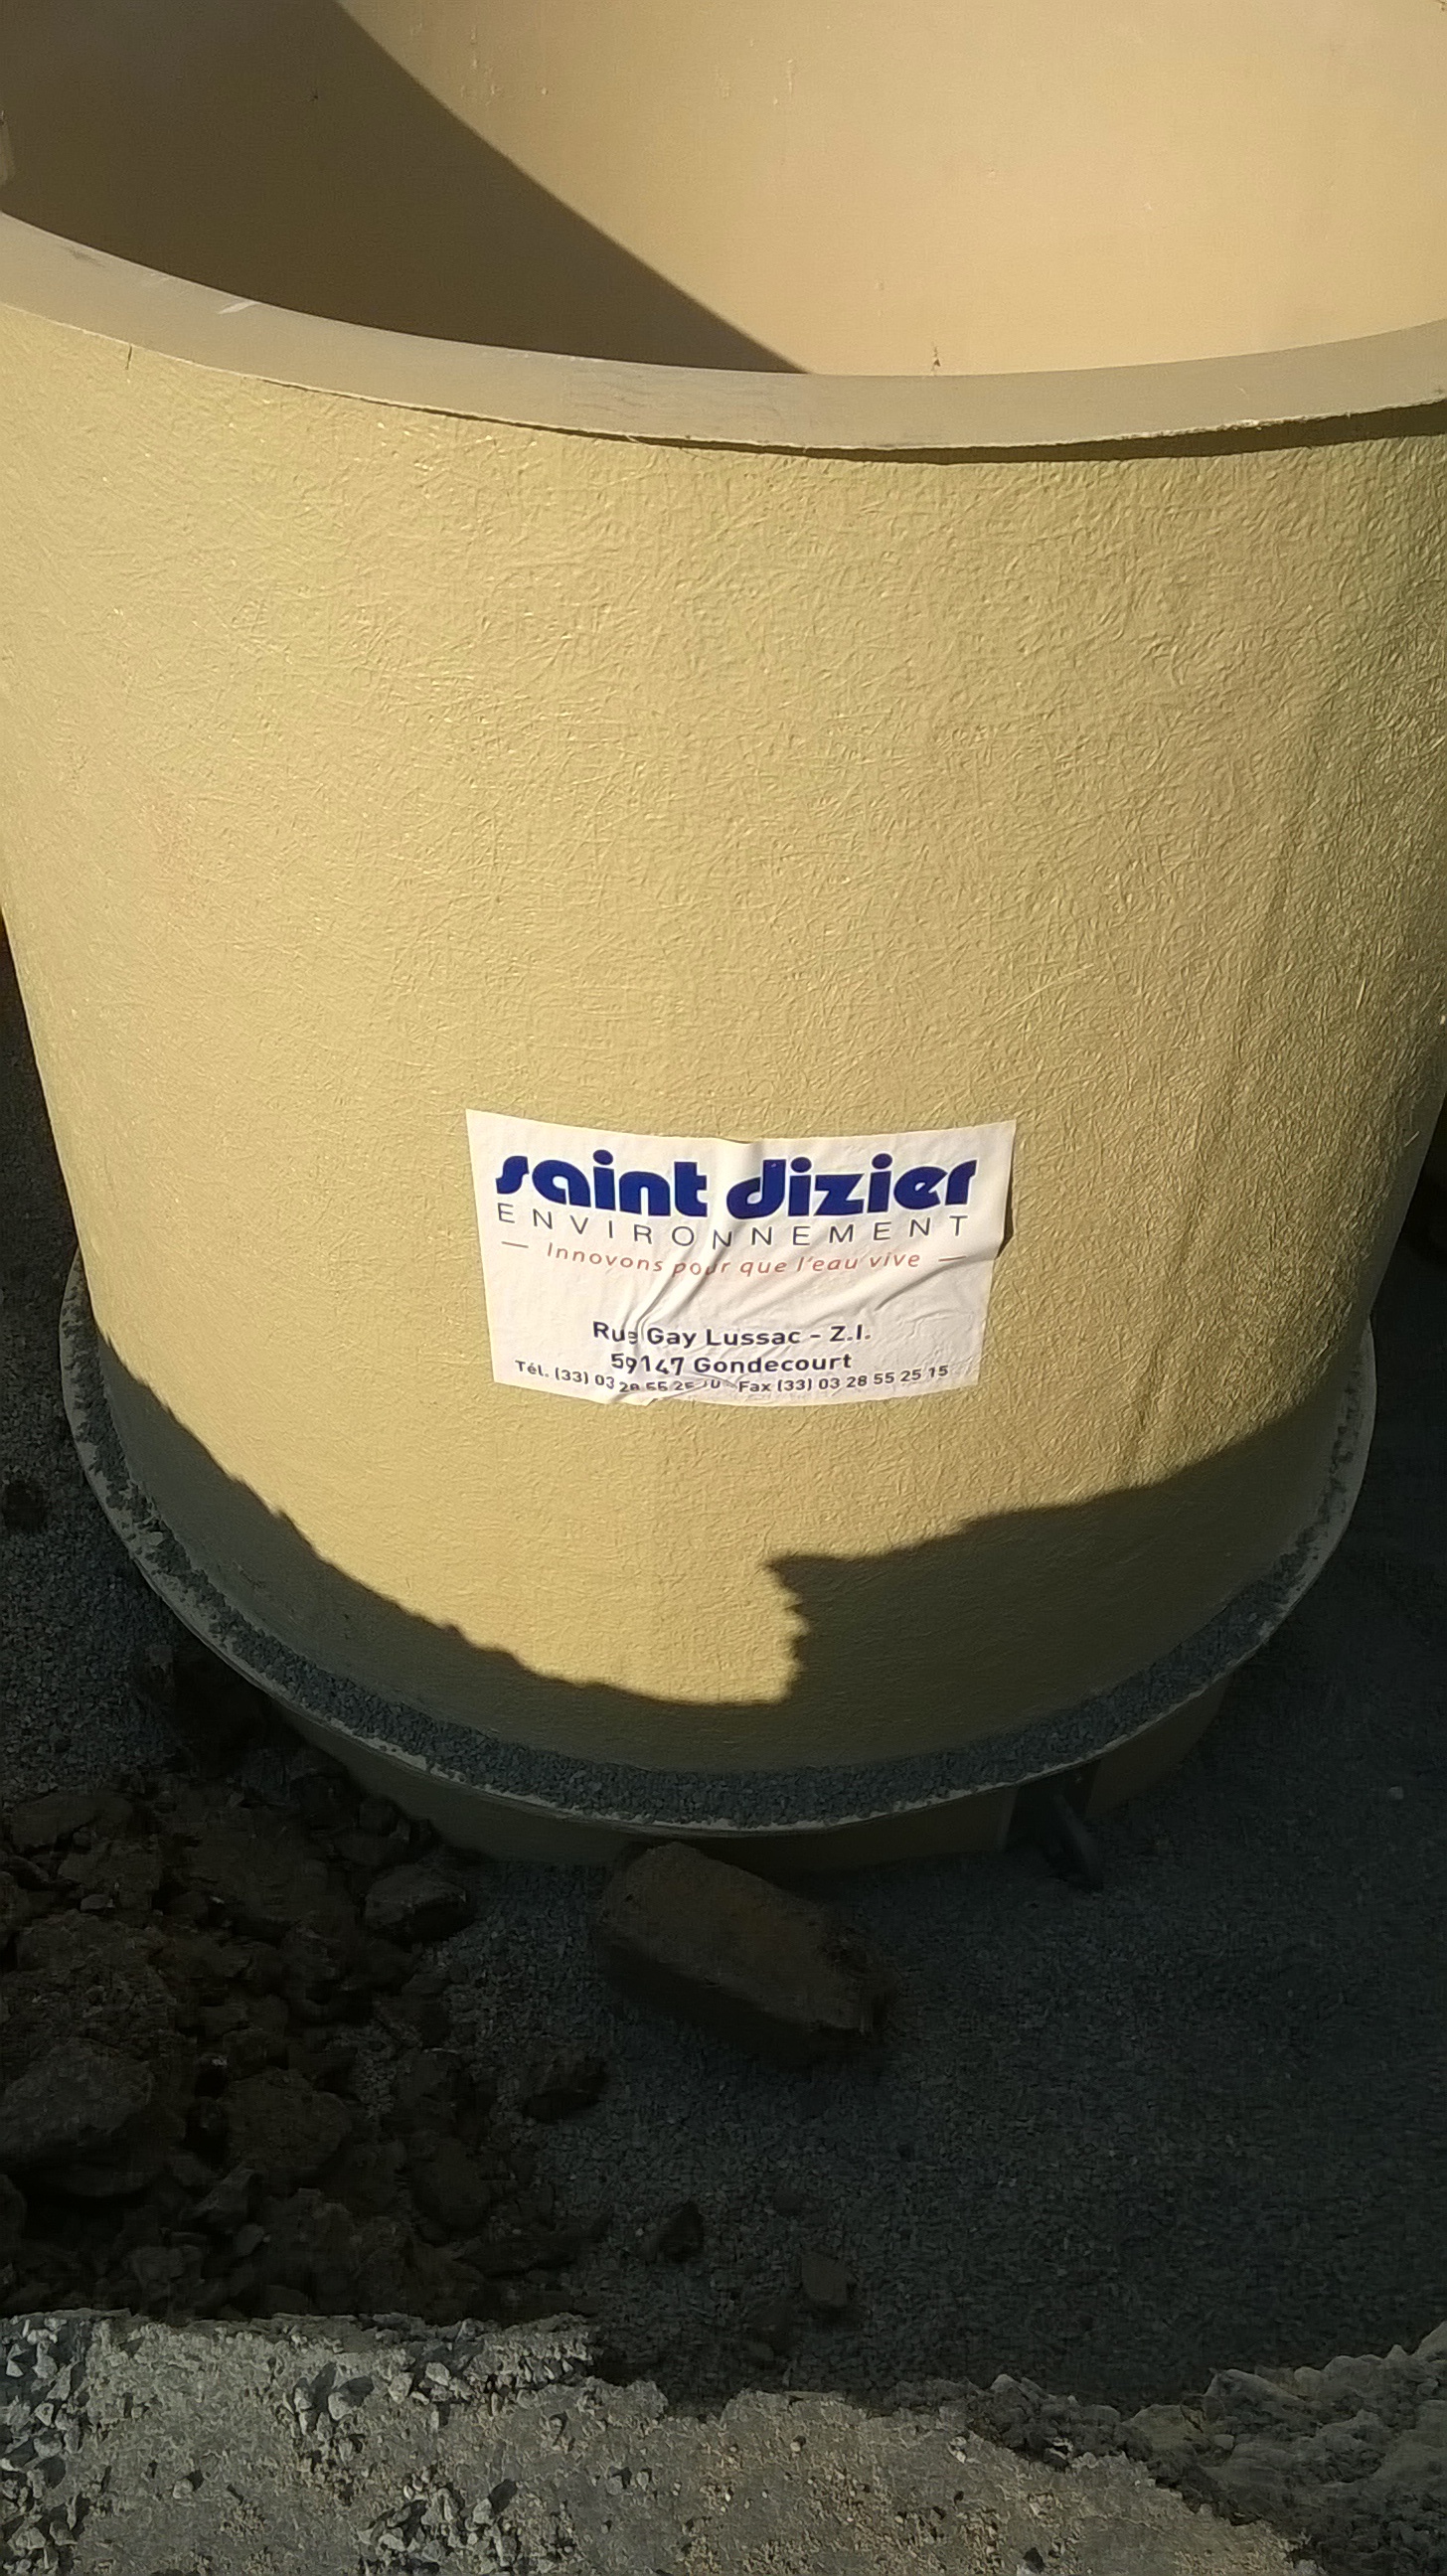 saint dizier
ENVIRONNEMENT
— Innovons pour que l'eau vive —
Rue Gay Lussac - Z.I.
59147 Gondecourt
Tél. (33) 03 Fax (33) 03 28 55 25 15